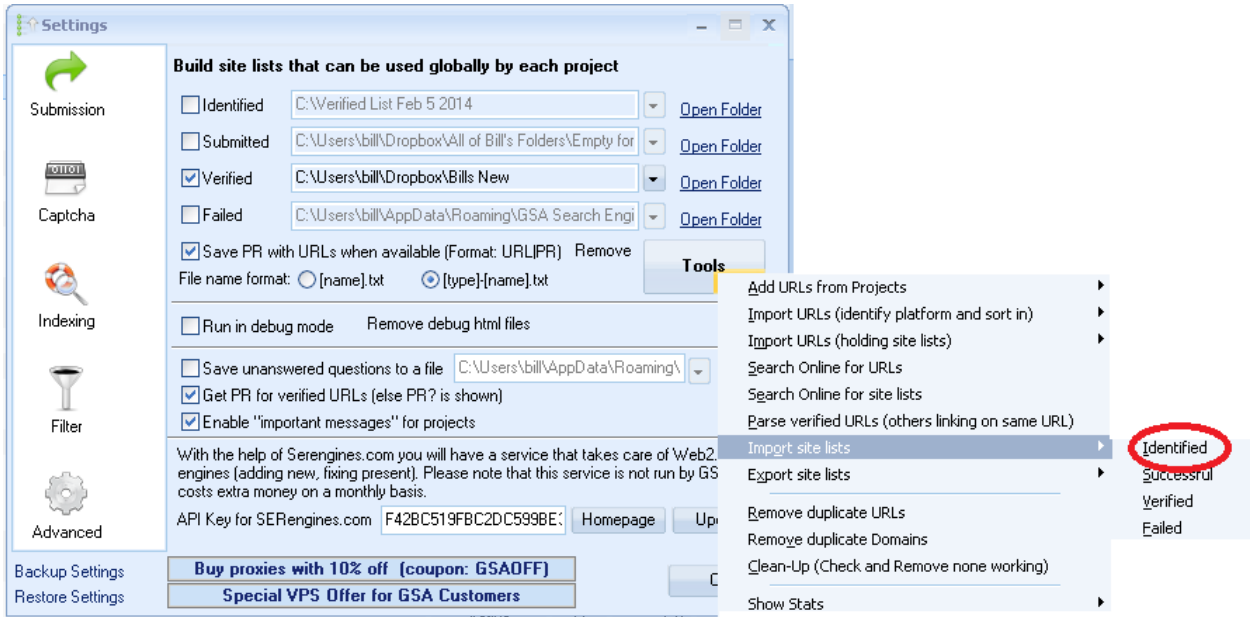 Settings
Build site lists that can be used globally by each project
Submission
Identified
C:\Verified List Feb 5 2014
Open Folder
Submitted
C:\Users\bill\Dropbox\All of Bill's Folders\Empty for
Open Folder
Verified
C:\Users\bill\Dropbox\Bills New
Open Folder
Captcha
Failed
C:\Users\bill\AppData\Roaming\GSA Search Engi
Open Folder
Save PR with URLs when available (Format: URL|PR) Remove
Tools
File name format: [name].txt [type]-[name].txt
Indexing
Run in debug mode Remove debug html files
Save unanswered questions to a file C:\Users\bill\AppData\Roaming\
Get PR for verified URLs (else PR? is shown)
Filter
Enable "important messages" for projects
With the help of Serengines.com you will have a service that takes care of Web2.
engines (adding new, fixing present). Please note that this service is not run by GS
costs extra money on a monthly basis.
API Key for SERengines.com F42BC519FBC2DC599BE Homepage Up
Advanced
Backup Settings
Restore Settings
Buy proxies with 10% off (coupon: GSAOFF)
Special VPS Offer for GSA Customers
Add URLs from Projects
Import URLs (identify platform and sort in)
Import URLs (holding site lists)
Search Online for URLs
Search Online for site lists
Parse verified URLs (others linking on same URL)
Import site lists
Export site lists
Remove duplicate URLs
Remove duplicate Domains
Clean-Up (Check and Remove none working)
Show Stats
Identified
Successful
Verified
Failed